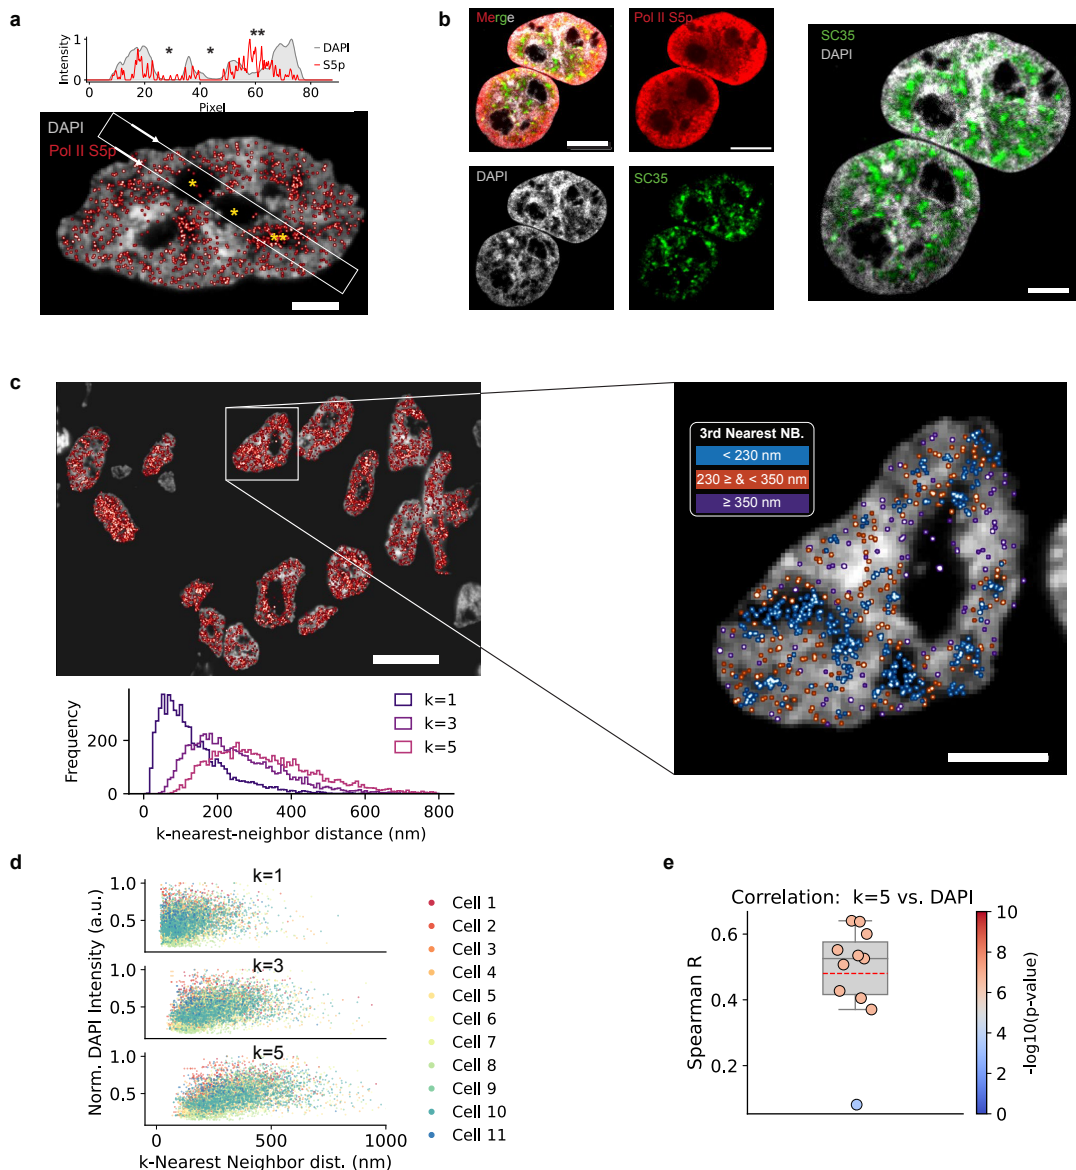 a
Intensity
1
0
* * **
DAPI
S5p
0 20 40 60 80
Pixel
DAPI
Pol II S5p
*
*
**
b
Merge
Pol II S5p
DAPI
SC35
SC35
DAPI
c
3rd Nearest NB.
< 230 nm
230 ≥ & < 350 nm
≥ 350 nm
Frequency
200
0
k=1
k=3
k=5
0 200 400 600 800
k-nearest-neighbor distance (nm)
d
Norm. DAPI Intensity (a.u.)
k=1
1.0
0.5
k=3
1.0
0.5
k=5
1.0
0.5
0 500 1000
k-Nearest Neighbor dist. (nm)
Cell 1
Cell 2
Cell 3
Cell 4
Cell 5
Cell 6
Cell 7
Cell 8
Cell 9
Cell 10
Cell 11
e
Correlation: k=5 vs. DAPI
Spearman R
0.6
0.4
0.2
10
8
6
4
2
0
-log10(p-value)